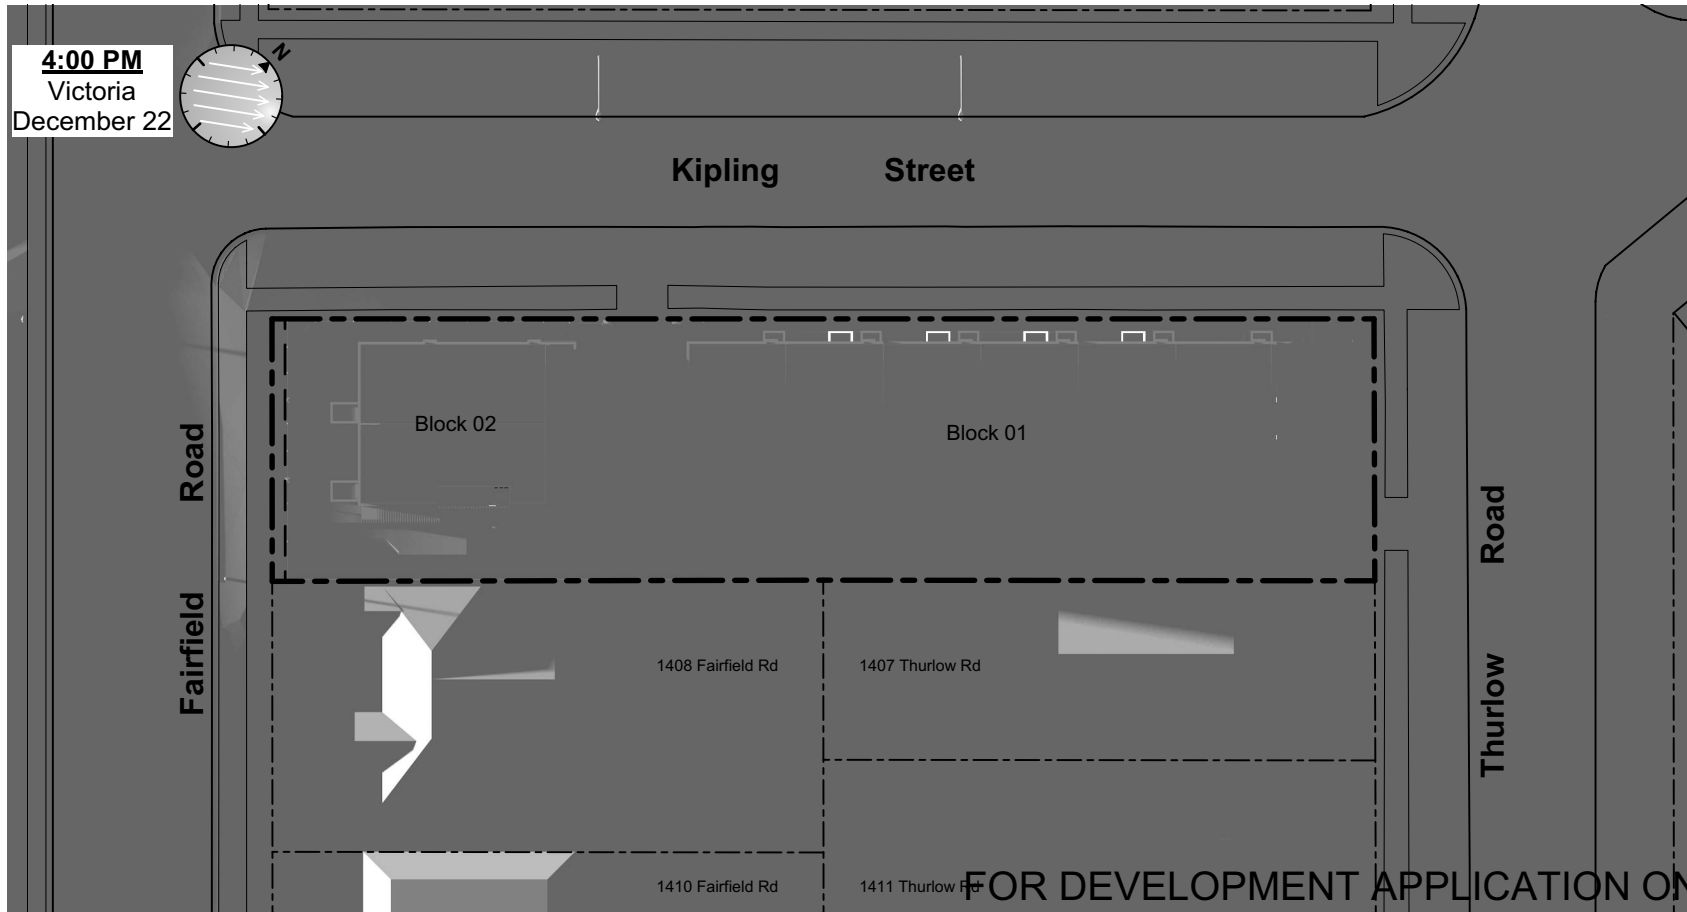 4:00 PM
Victoria
December 22
N
Kipling Street
Block 02
Block 01
Fairfield Road
Thurlow Road
1408 Fairfield Rd
1407 Thurlow Rd
1410 Fairfield Rd
1411 Thurlow Rd
FOR DEVELOPMENT APPLICATION ON